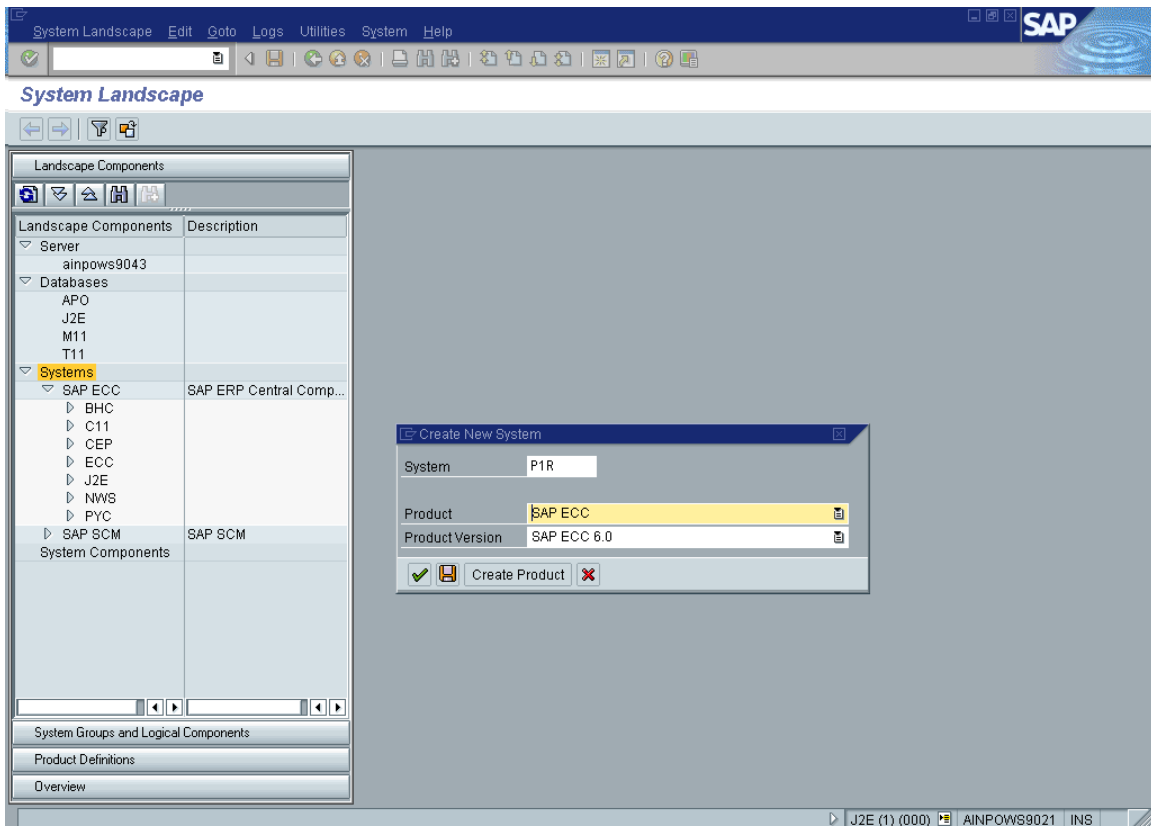 System Landscape Edit Goto Logs Utilities System Help
SAP
System Landscape
Landscape Components
Landscape Components Description
Server
ainpows9043
Databases
APO
J2E
M11
T11
Systems
SAP ECC SAP ERP Central Comp...
BHC
C11
CEP
ECC
J2E
NWS
PYC
SAP SCM SAP SCM
System Components
Create New System
System P1R
Product SAP ECC
Product Version SAP ECC 6.0
Create Product
System Groups and Logical Components
Product Definitions
Overview
J2E (1) (000) AINPOWS9021 INS